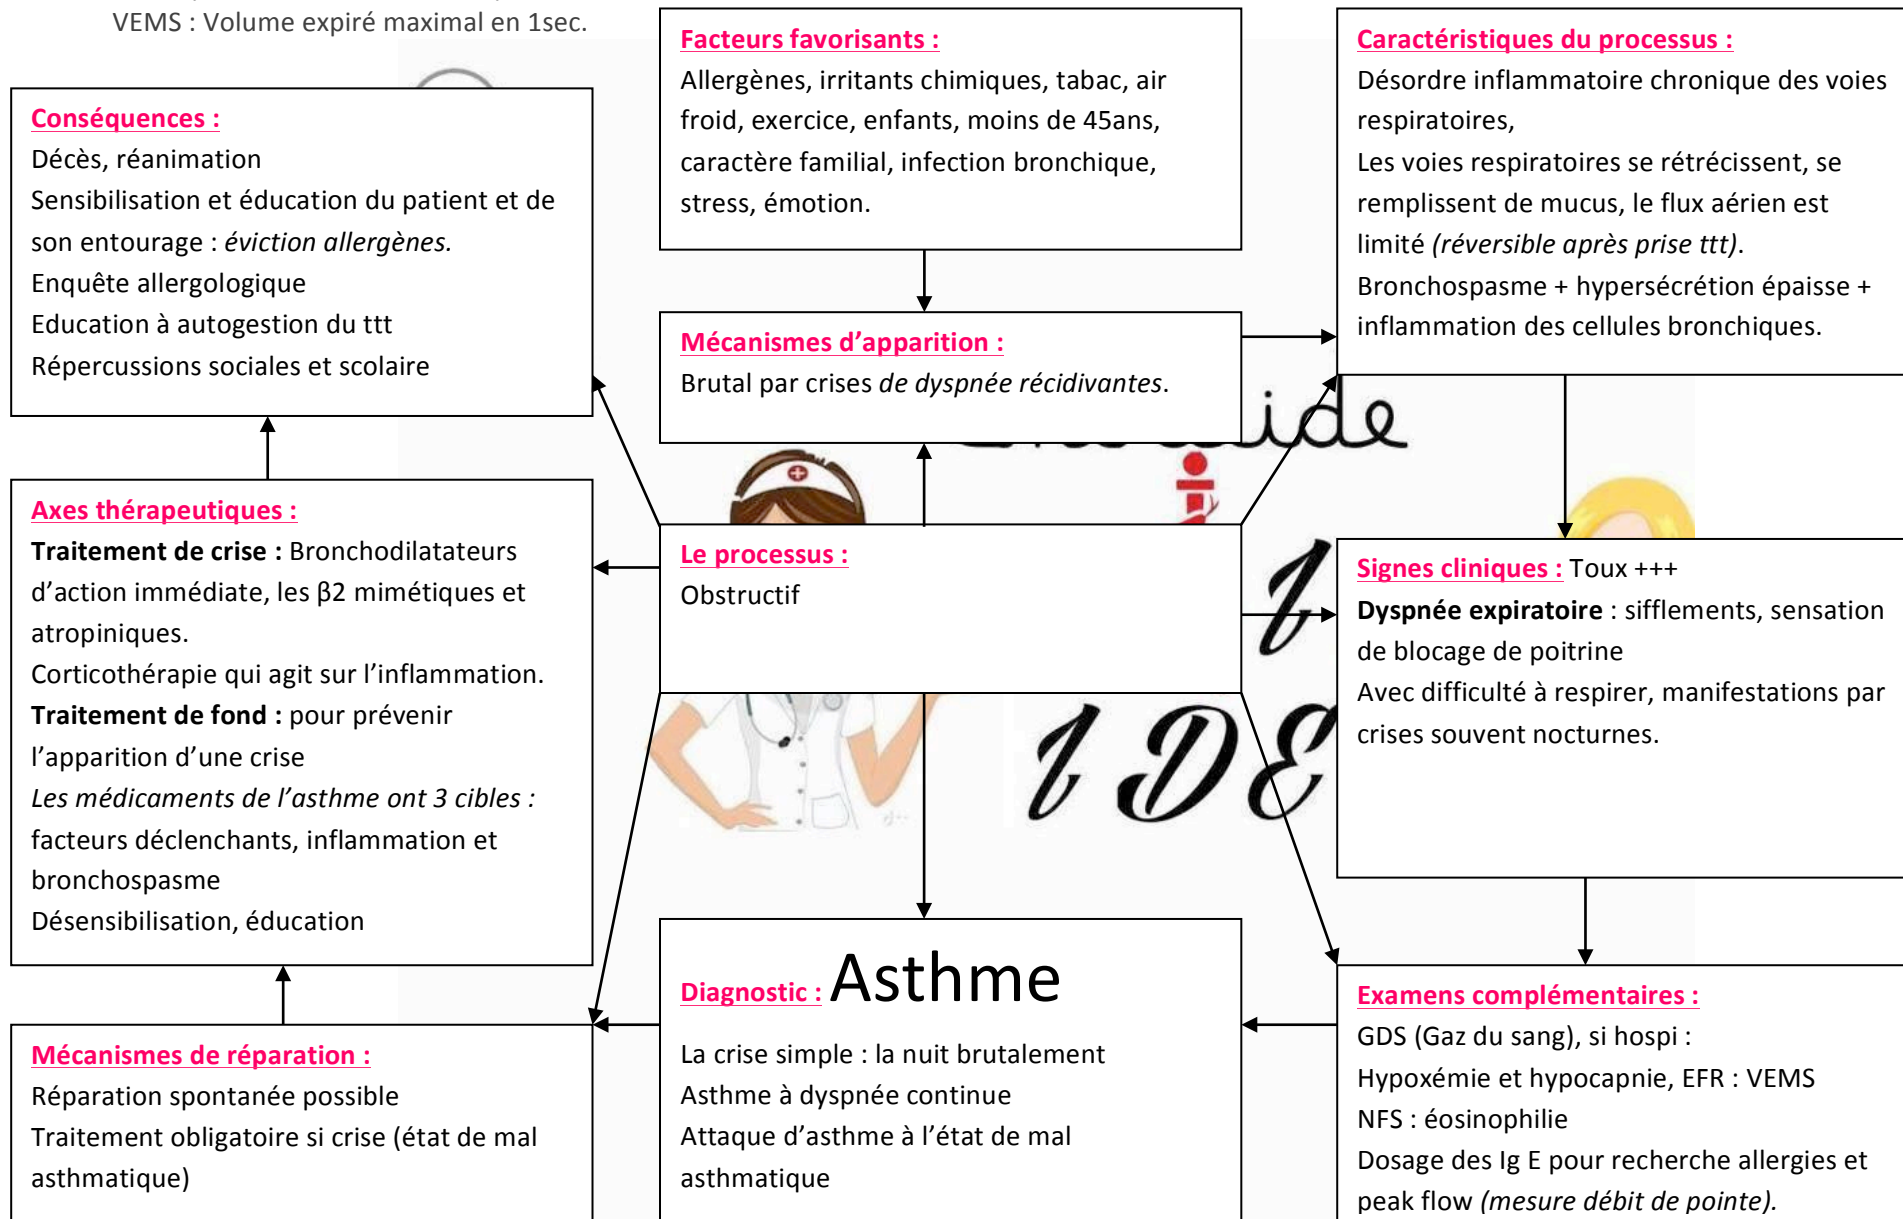 VEMS : Volume expiré maximal en 1sec.
Facteurs favorisants :
Allergènes, irritants chimiques, tabac, air
froid, exercice, enfants, moins de 45ans,
caractère familial, infection bronchique,
stress, émotion.
Caractéristiques du processus :
Désordre inflammatoire chronique des voies
respiratoires,
Les voies respiratoires se rétrécissent, se
remplissent de mucus, le flux aérien est
limité (réversible après prise ttt).
Bronchospasme + hypersécrétion épaisse +
inflammation des cellules bronchiques.
Conséquences :
Décès, réanimation
Sensibilisation et éducation du patient et de
son entourage : éviction allergènes.
Enquête allergologique
Education à autogestion du ttt
Répercussions sociales et scolaire
Mécanismes d’apparition :
Brutal par crises de dyspnée récidivantes.
Axes thérapeutiques :
Traitement de crise : Bronchodilatateurs
d’action immédiate, les β2 mimétiques et
atropiniques.
Corticothérapie qui agit sur l’inflammation.
Traitement de fond : pour prévenir
l’apparition d’une crise
Les médicaments de l’asthme ont 3 cibles :
facteurs déclenchants, inflammation et
bronchospasme
Désensibilisation, éducation
Le processus :
Obstructif
Signes cliniques : Toux +++
Dyspnée expiratoire : sifflements, sensation
de blocage de poitrine
Avec difficulté à respirer, manifestations par
crises souvent nocturnes.
IDE
Mécanismes de réparation :
Réparation spontanée possible
Traitement obligatoire si crise (état de mal
asthmatique)
Diagnostic : Asthme
La crise simple : la nuit brutalement
Asthme à dyspnée continue
Attaque d’asthme à l’état de mal
asthmatique
Examens complémentaires :
GDS (Gaz du sang), si hospi :
Hypoxémie et hypocapnie, EFR : VEMS
NFS : éosinophilie
Dosage des Ig E pour recherche allergies et
peak flow (mesure débit de pointe).